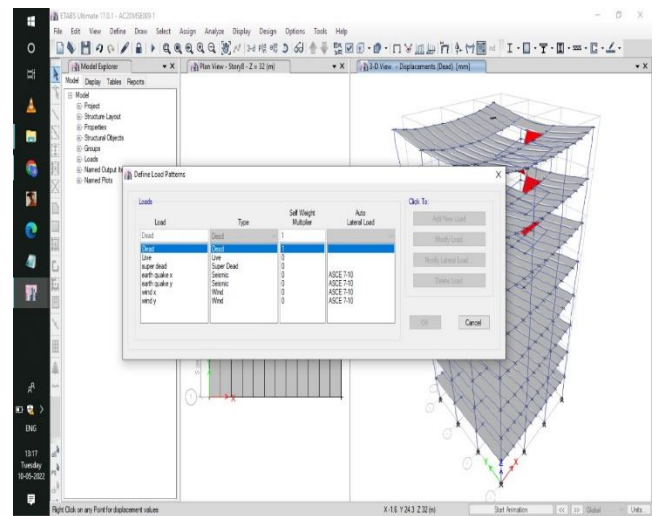 ETABS Ultimate 17.0.1 - AC20MSE009 1
File Edit View Define Draw Select Assign Analyze Display Design Options Tools Help
Model Explorer
Plan View - Story8 - Z = 32 (m)
3-D View - Displacements (Dead) [mm]
Model Display Tables Reports
Model
Project
Structure Layout
Properties
Structural Objects
Groups
Loads
Named Output
Named Plots
Define Load Patterns
Loads
Click To:
Load Type Self Weight Multiplier Auto Lateral Load
Dead Dead 1
Dead Dead 1
Live Live 0
super dead Super Dead 0
earth quake x Seismic 0 ASCE 7-10
earth quake y Seismic 0 ASCE 7-10
wind x Wind 0 ASCE 7-10
wind y Wind 0 ASCE 7-10
Add New Load
Modify Load
Modify Lateral Load...
Delete Load
OK Cancel
X
Y
Z
X
ENG
13:17
Tuesday
10-05-2022
Right Click on any Point for displacement values
X -1.6 Y 24.3 Z 32 (m)
Start Animation
<< >> Global
Units...